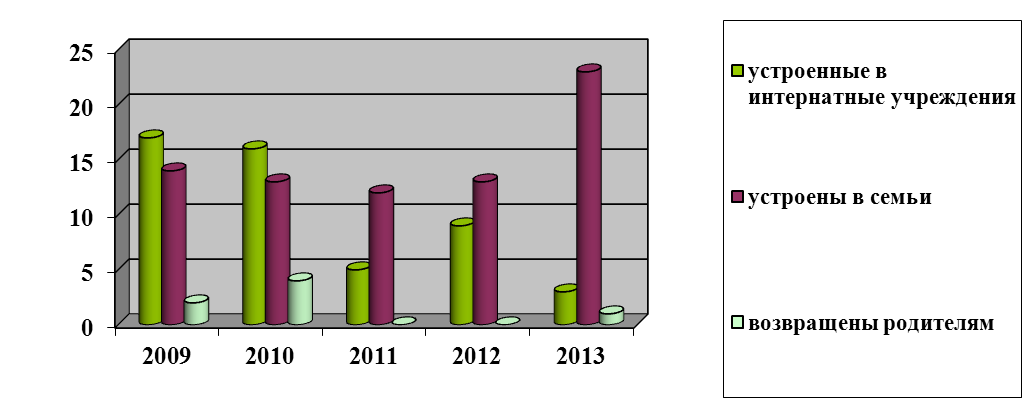 25
20
15
10
5
0
2009 2010 2011 2012 2013
устроенные в
интернатные учреждения
устроены в семьи
возвращены родителям